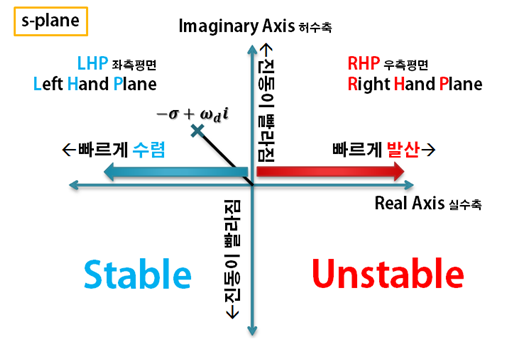 s-plane
Imaginary Axis 허수축
LHP 좌측평면
Left Hand Plane
RHP 우측평면
Right Hand Plane
←진동이 빨라짐
−σ + ω_d i
←빠르게 수렴
빠르게 발산→
Real Axis 실수축
←진동이 빨라짐
Stable
Unstable